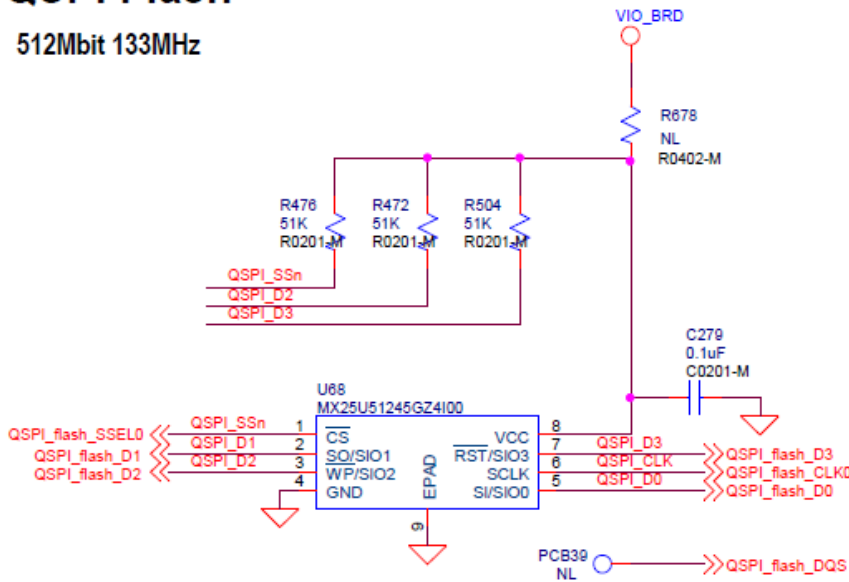 512Mbit 133MHz
VIO_BRD
R678
NL
R0402-M
R476
51K
R0201-M
R472
51K
R0201-M
R504
51K
R0201-M
QSPI_SSn
QSPI_D2
QSPI_D3
C279
0.1uF
C0201-M
U68
MX25U51245GZ4I00
QSPI_flash_SSEL0
QSPI_SSn
1
CS
8
VCC
QSPI_flash_D1
QSPI_D1
2
SO/SIO1
7
RST/SIO3
QSPI_D3
QSPI_flash_D3
QSPI_flash_D2
QSPI_D2
3
WP/SIO2
6
SCLK
QSPI_CLK
QSPI_flash_CLK0
4
GND
5
SI/SIO0
QSPI_D0
QSPI_flash_D0
EPAD
9
PCB39
NL
QSPI_flash_DQS